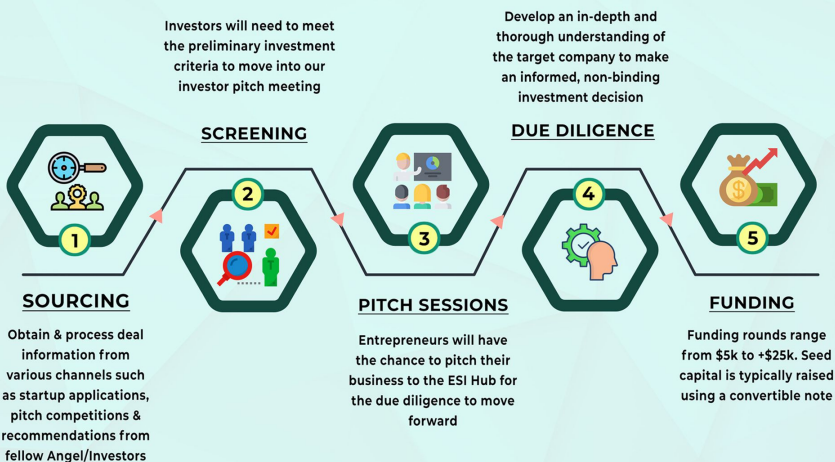 Investors will need to meet
the preliminary investment
criteria to move into our
investor pitch meeting
Develop an in-depth and
thorough understanding of
the target company to make
an informed, non-binding
investment decision
SCREENING
DUE DILIGENCE
1
2
3
4
5
SOURCING
Obtain & process deal
information from
various channels such
as startup applications,
pitch competitions &
recommendations from
fellow Angel/Investors
PITCH SESSIONS
Entrepreneurs will have
the chance to pitch their
business to the ESI Hub for
the due diligence to move
forward
FUNDING
Funding rounds range
from $5k to +$25k. Seed
capital is typically raised
using a convertible note